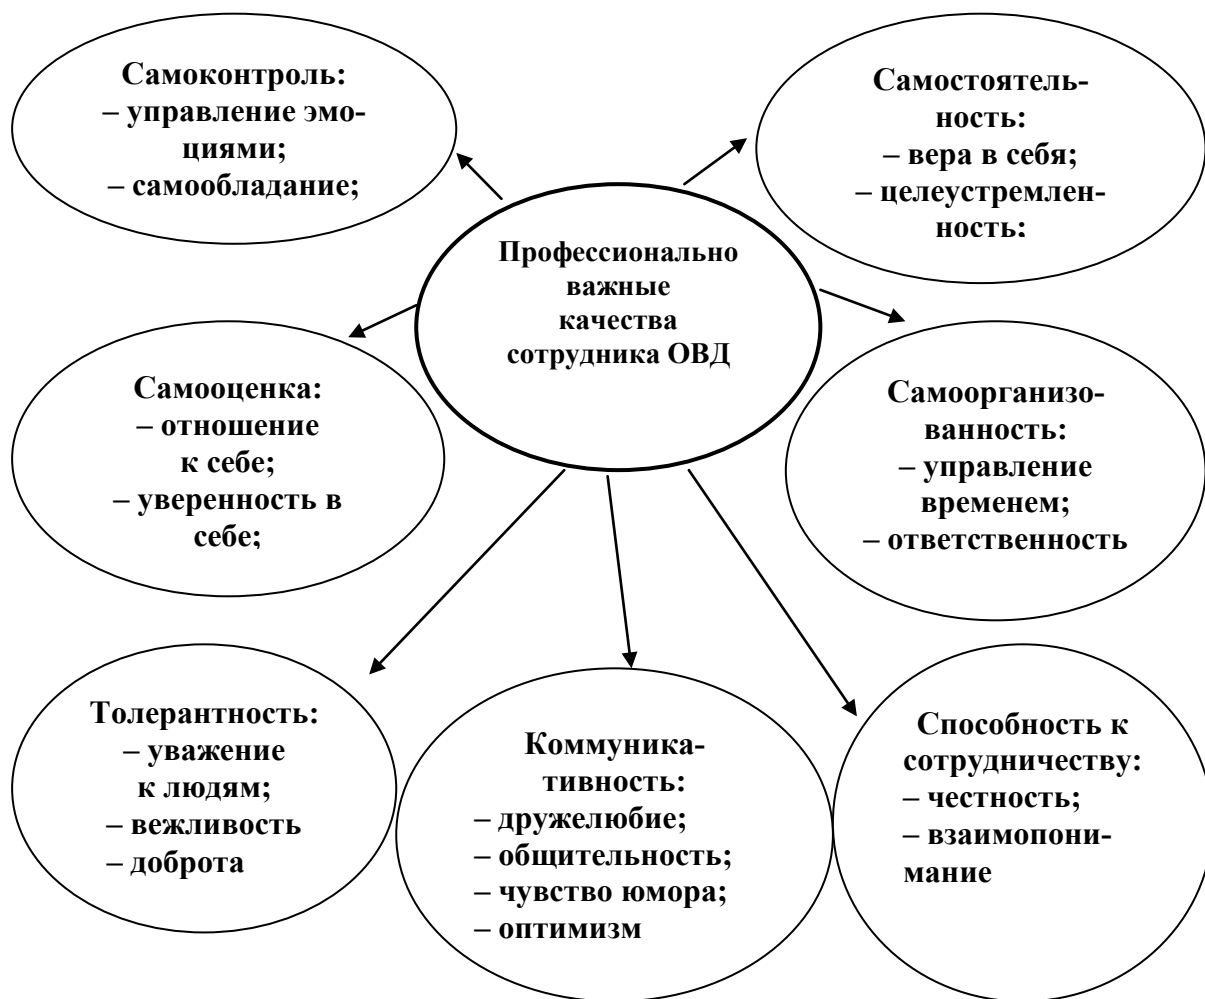 Самоконтроль:
– управление эмо-
циями;
– самообладание;
Самостоятель-
ность:
– вера в себя;
– целеустремлен-
ность;
Профессионально
важные
качества
сотрудника ОВД
Самооценка:
– отношение
к себе;
– уверенность в
себе;
Самоорганизо-
ванность:
– управление
временем;
– ответственность
Толерантность:
– уважение
к людям;
– вежливость
– доброта
Коммуника-
тивность:
– дружелюбие;
– общительность;
– чувство юмора;
– оптимизм
Способность к
сотрудничеству:
– честность;
– взаимопони-
мание